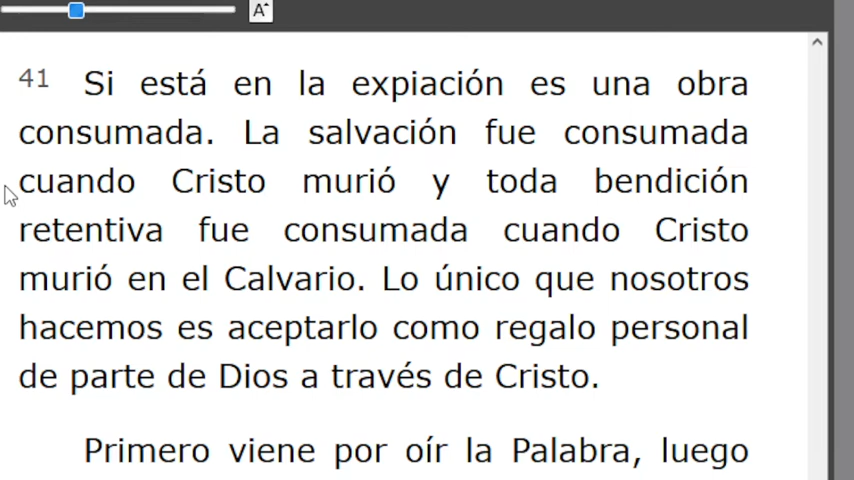 41 Si está en la expiación es una obra
consumada. La salvación fue consumada
cuando Cristo murió y toda bendición
retentiva fue consumada cuando Cristo
murió en el Calvario. Lo único que nosotros
hacemos es aceptarlo como regalo personal
de parte de Dios a través de Cristo.
Primero viene por oír la Palabra, luego